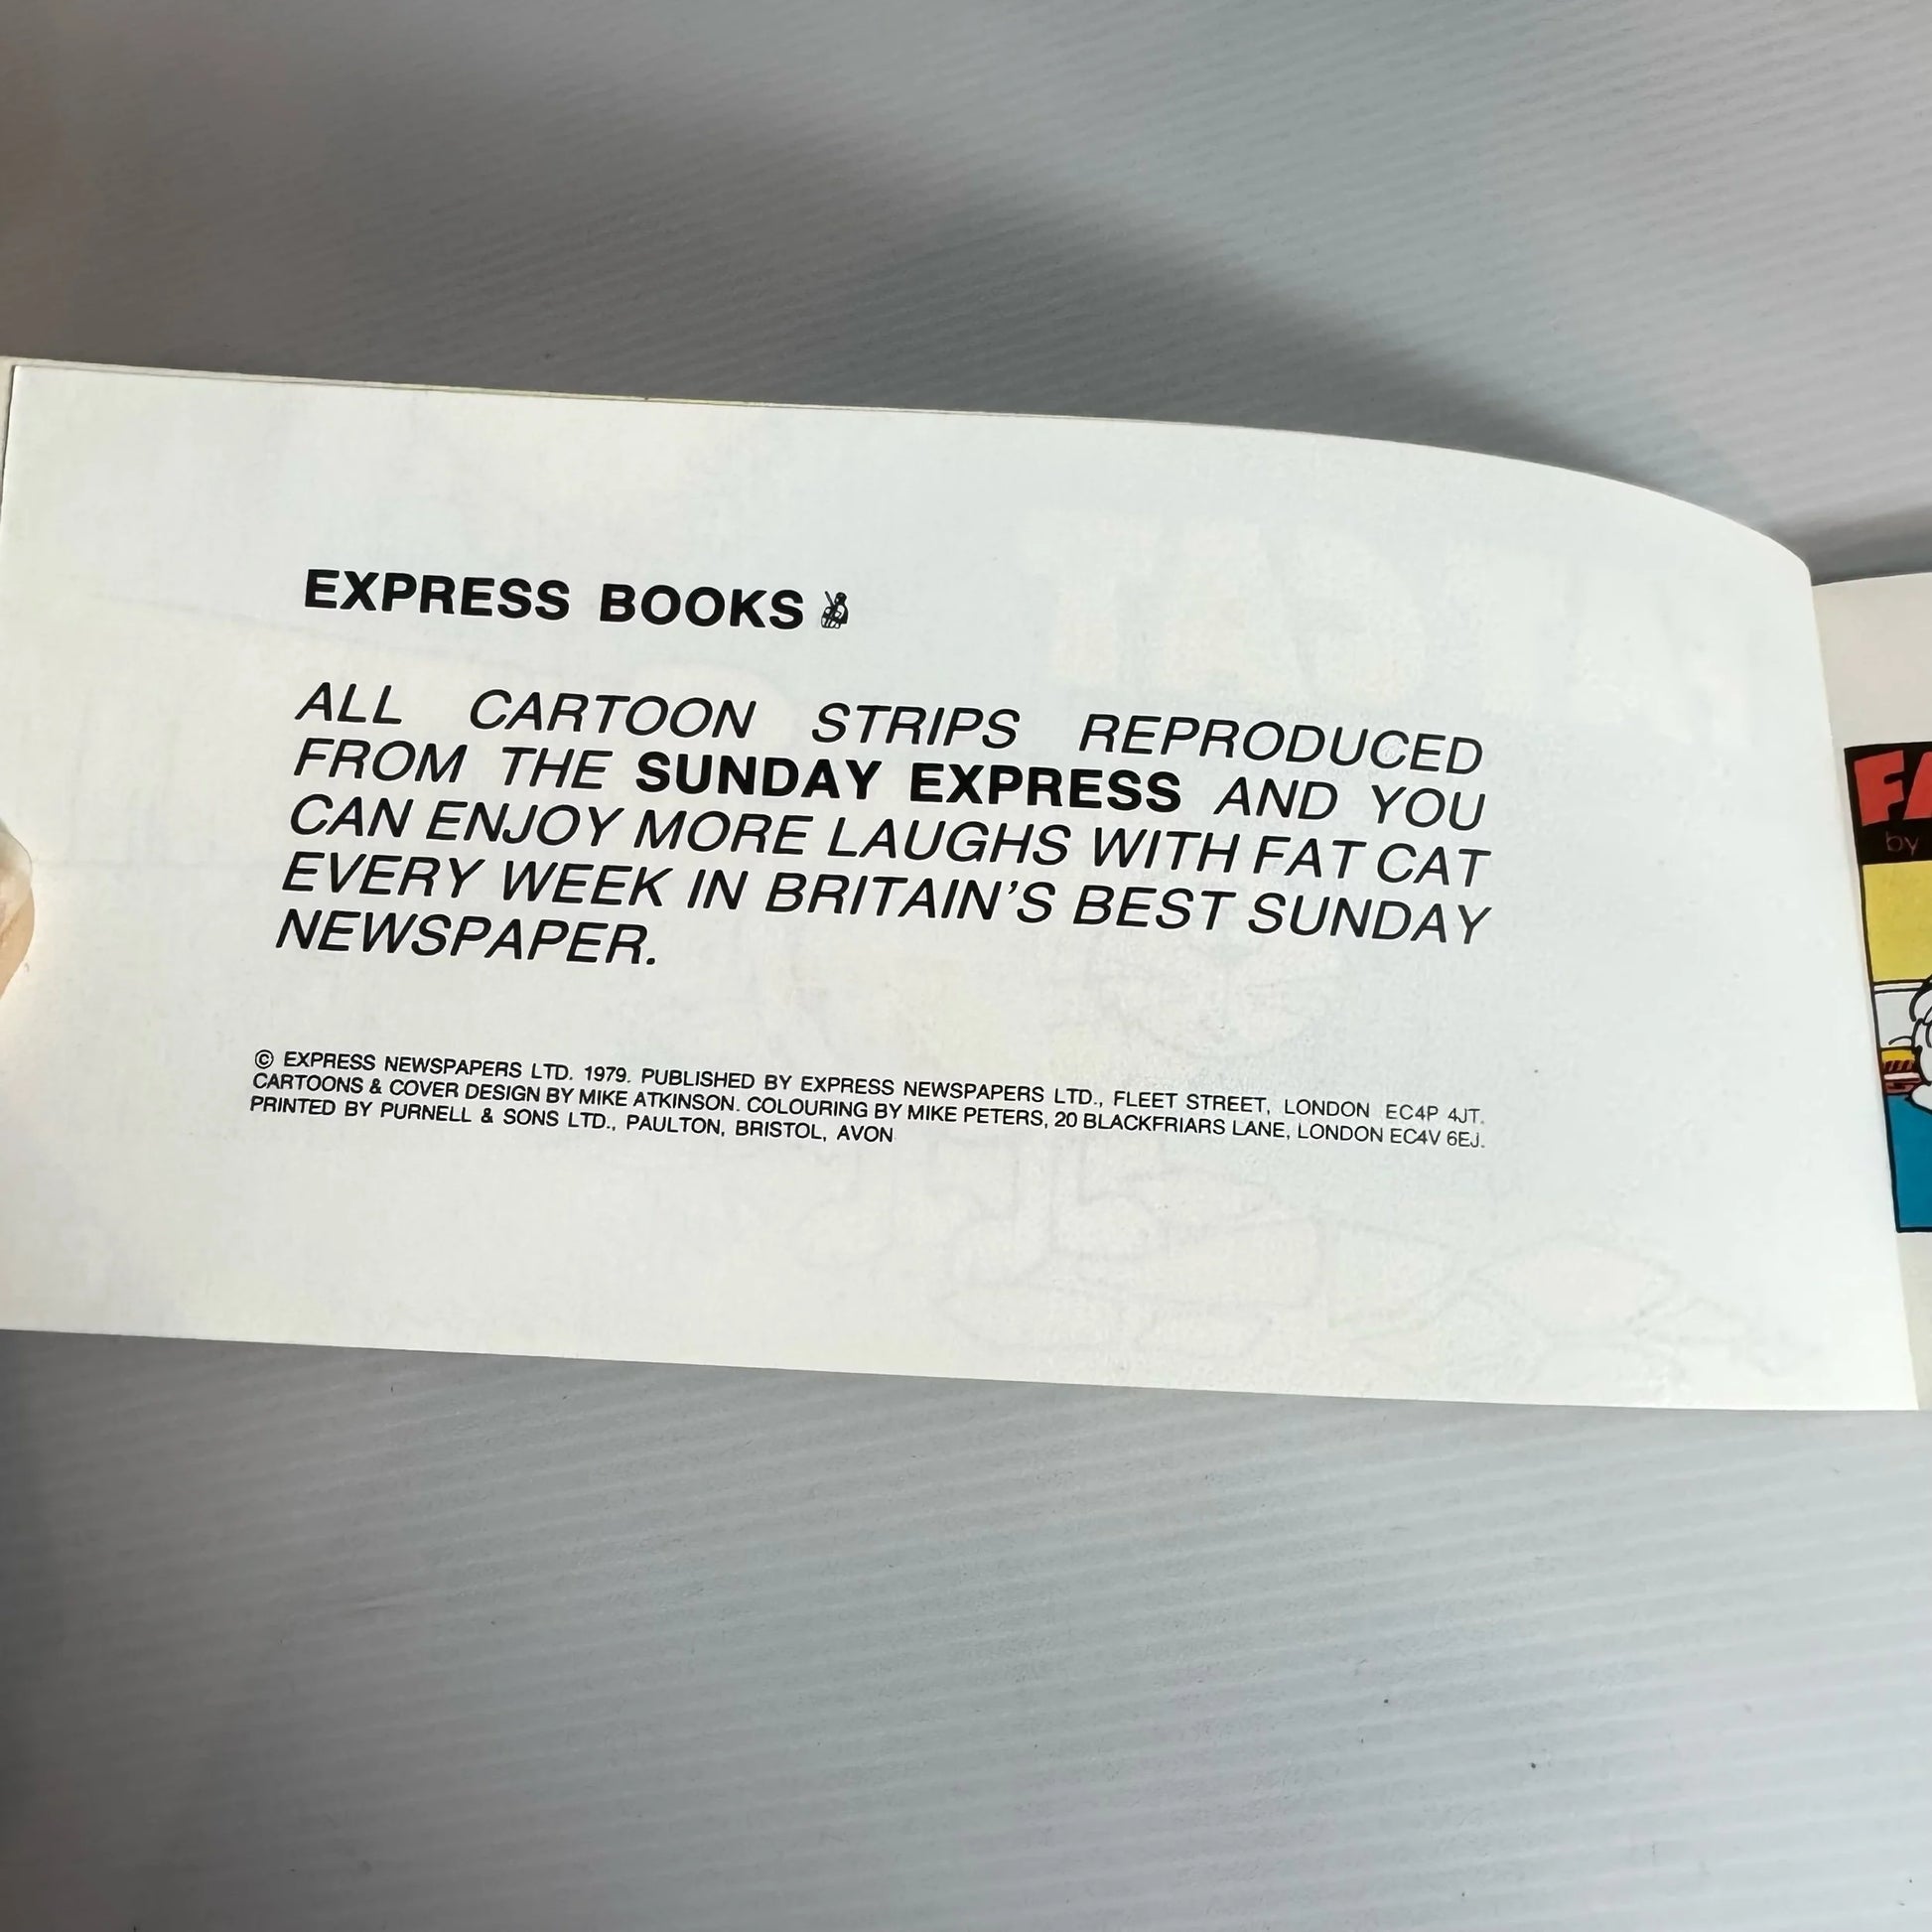 EXPRESS BOOKS
ALL CARTOON STRIPS REPRODUCED
FROM THE SUNDAY EXPRESS AND YOU
CAN ENJOY MORE LAUGHS WITH FAT CAT
EVERY WEEK IN BRITAIN'S BEST SUNDAY
NEWSPAPER.
© EXPRESS NEWSPAPERS LTD. 1979. PUBLISHED BY EXPRESS NEWSPAPERS LTD., FLEET STREET, LONDON EC4P 4JT.
CARTOONS & COVER DESIGN BY MIKE ATKINSON. COLOURING BY MIKE PETERS, 20 BLACKFRIARS LANE, LONDON EC4V 6EJ.
PRINTED BY PURNELL & SONS LTD., PAULTON, BRISTOL, AVON
by